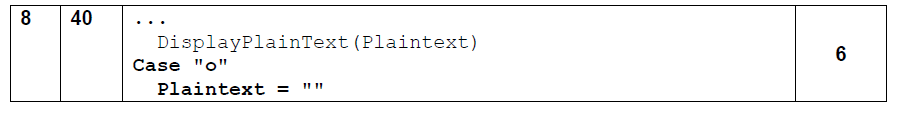 8 40 ...
DisplayPlainText(Plaintext)
Case "o"
Plaintext = ""
6